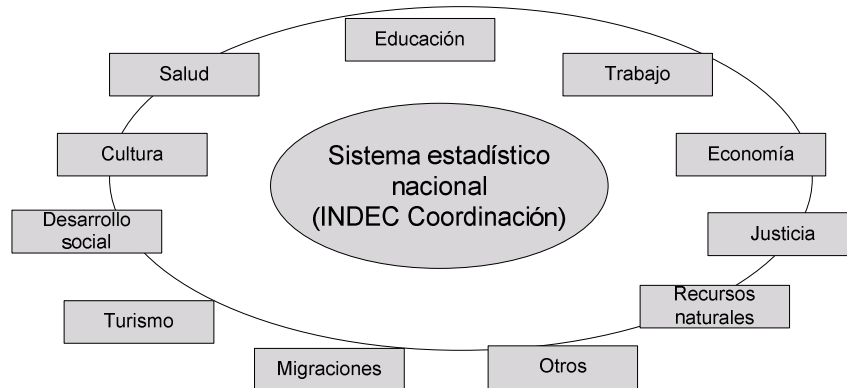 Educación
Salud
Trabajo
Cultura
Sistema estadístico
nacional
(INDEC Coordinación)
Economía
Desarrollo
social
Justicia
Recursos
naturales
Turismo
Migraciones
Otros